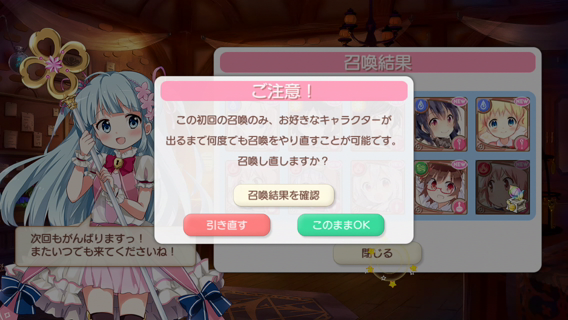 召喚結果
ご注意！
この初回の召喚のみ、お好きなキャラクターが
出るまで何度でも召喚をやり直すことが可能です。
召喚し直しますか？
召喚結果を確認
引き直す
このままOK
次回もがんばりますっ！
またいつでも来てくださいね！
閉じる
NEW
NEW
NEW